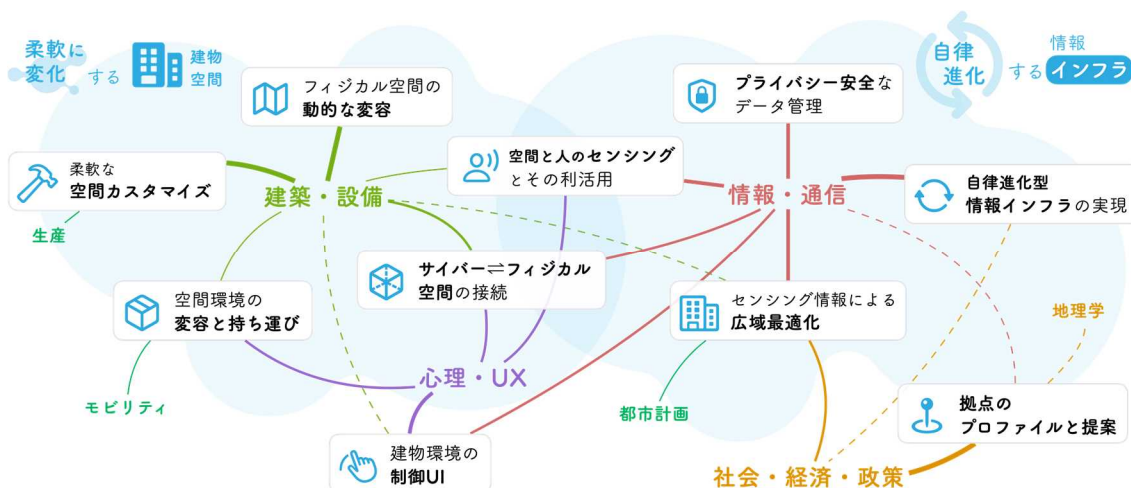 柔軟に
変化 する 建物
空間
自律
進化 する
情報
インフラ
フィジカル空間の
動的な変容
プライバシー安全な
データ管理
柔軟な
空間カスタマイズ
空間と人のセンシング
とその利活用
自律進化型
情報インフラの実現
建築・設備
情報・通信
生産
サイバー⇌フィジカル
空間の接続
空間環境の
変容と持ち運び
センシング情報による
広域最適化
地理学
心理・UX
モビリティ
都市計画
拠点の
プロファイルと提案
建物環境の
制御UI
社会・経済・政策